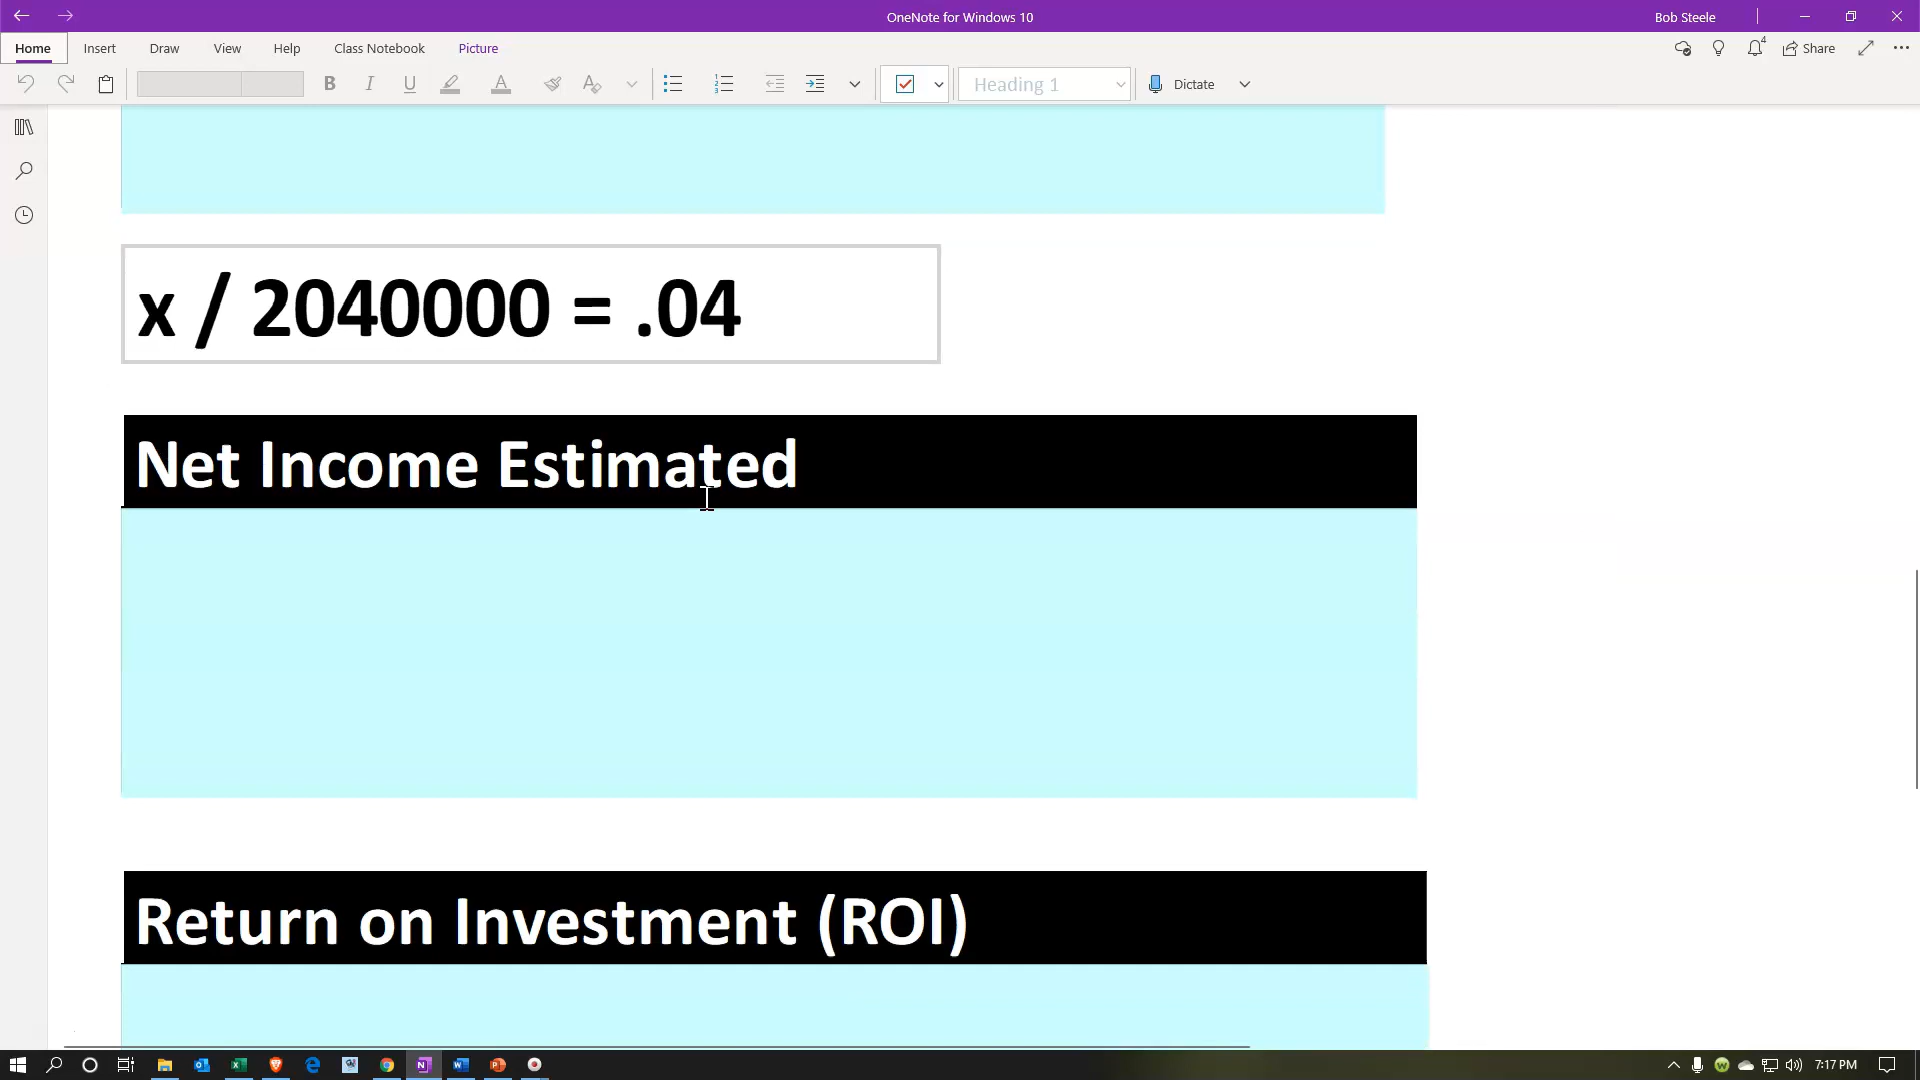 OneNote for Windows 10
Bob Steele
Home Insert Draw View Help Class Notebook Picture
4
Share
B I U A
Heading 1
Dictate
x / 2040000 = .04
Net Income Estimated
Return on Investment (ROI)
7:17 PM